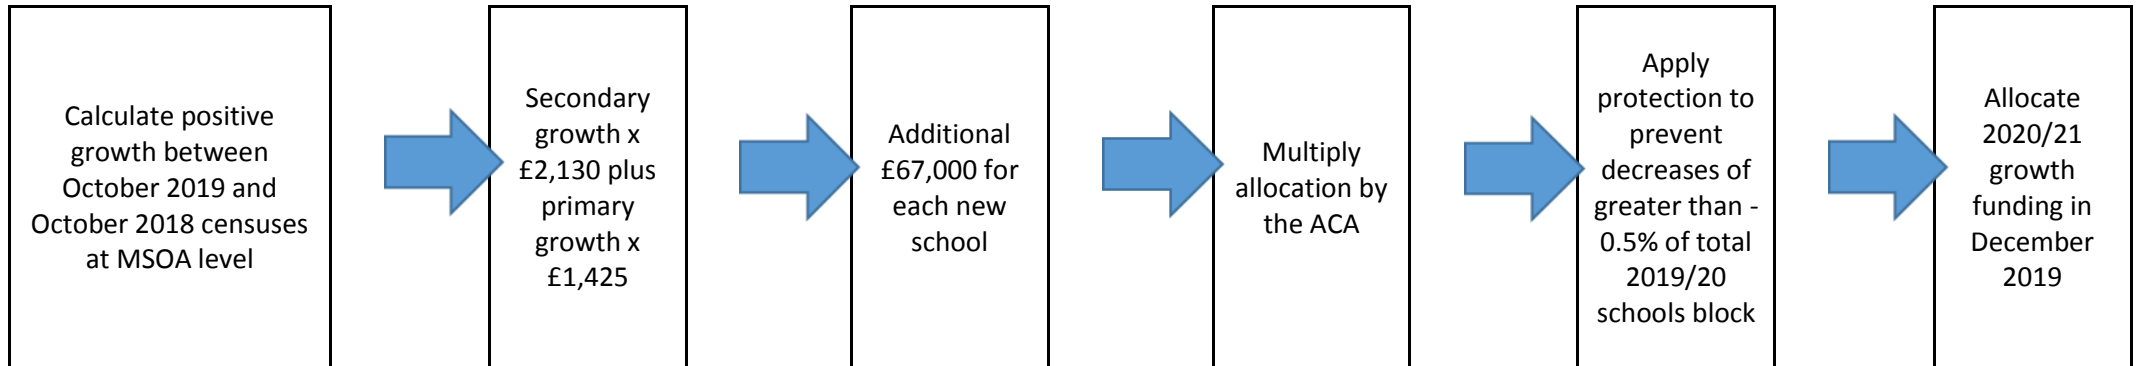 Calculate positive
growth between
October 2019 and
October 2018 censuses
at MSOA level
Secondary
growth x
£2,130 plus
primary
growth x
£1,425
Additional
£67,000 for
each new
school
Multiply
allocation by
the ACA
Apply
protection to
prevent
decreases of
greater than -
0.5% of total
2019/20
schools block
Allocate
2020/21
growth
funding in
December
2019